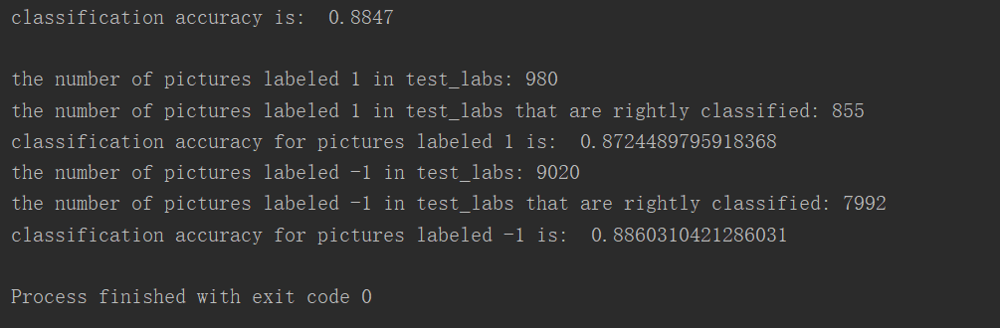 classification accuracy is:  0.8847
the number of pictures labeled 1 in test_labs: 980
the number of pictures labeled 1 in test_labs that are rightly classified: 855
classification accuracy for pictures labeled 1 is:  0.8724489795918368
the number of pictures labeled -1 in test_labs: 9020
the number of pictures labeled -1 in test_labs that are rightly classified: 7992
classification accuracy for pictures labeled -1 is:  0.8860310421286031
Process finished with exit code 0